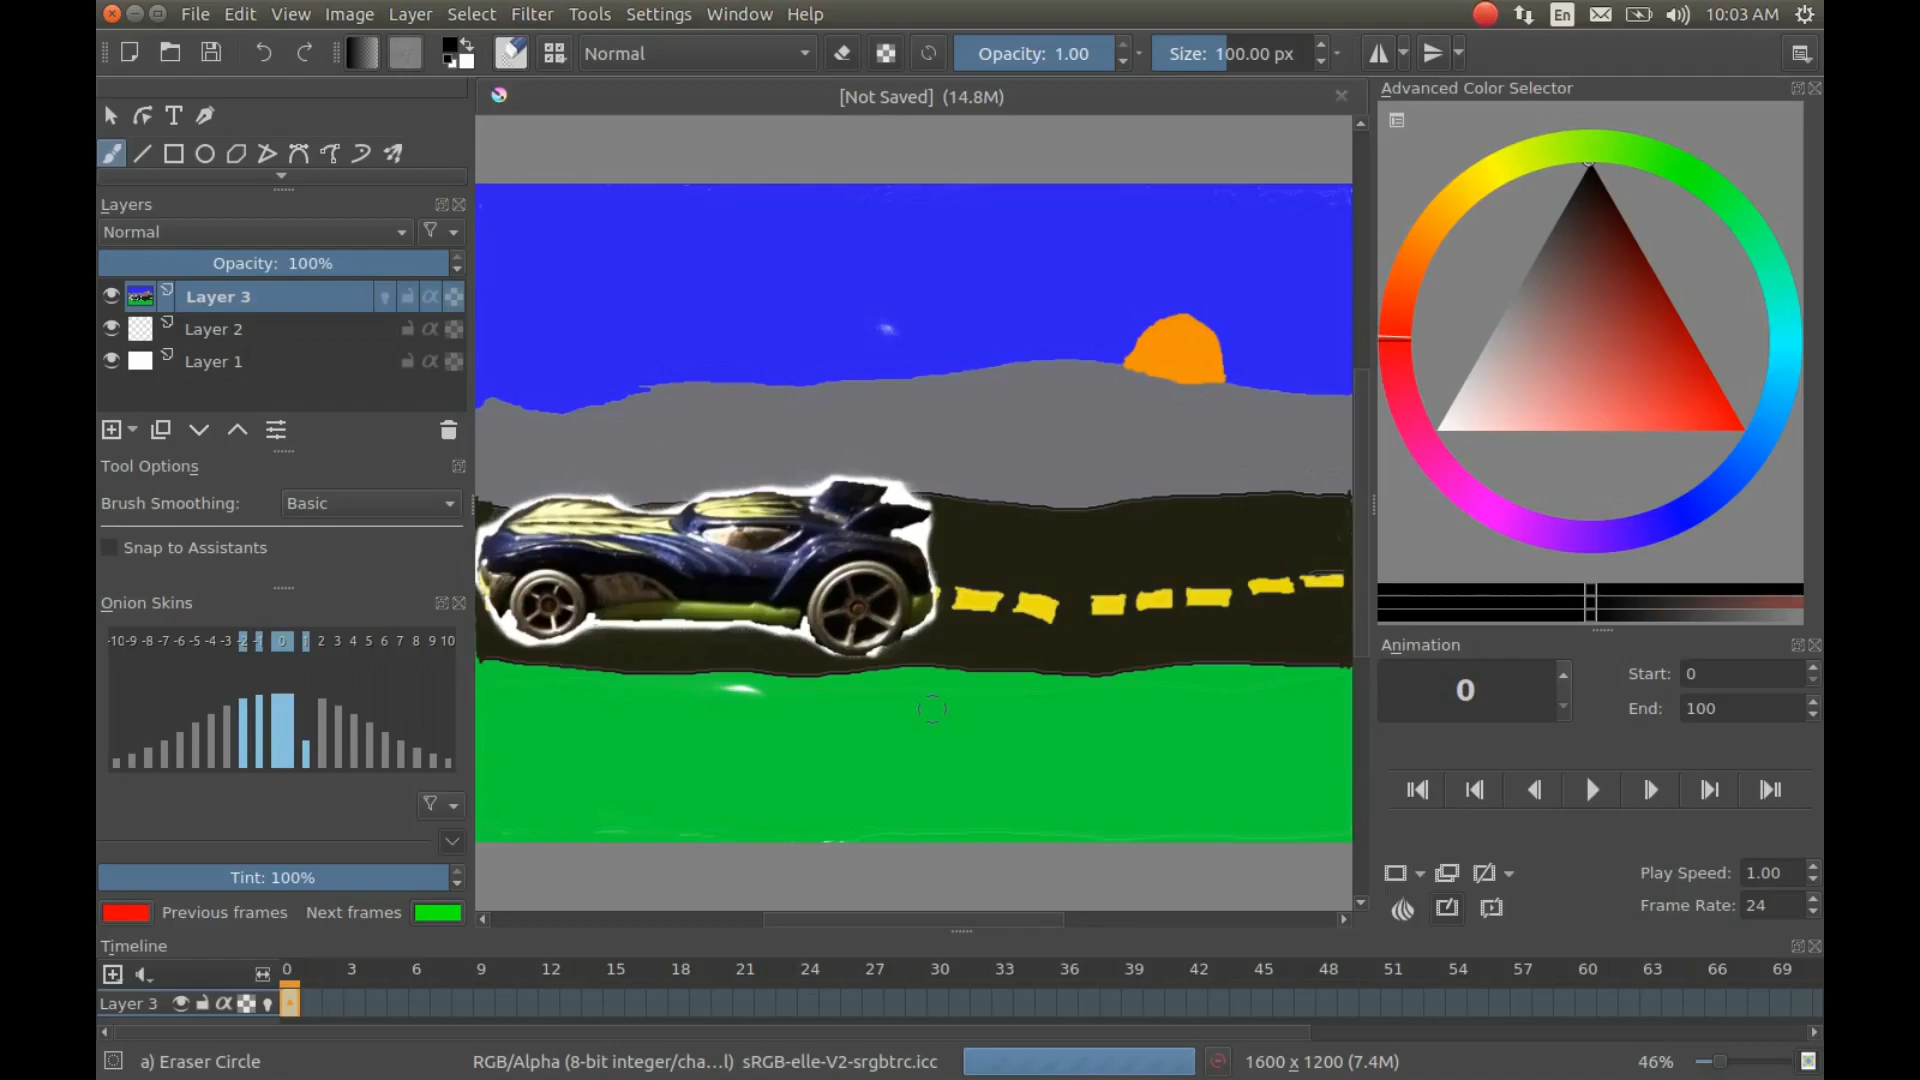 File Edit View Image Layer Select Filter Tools Settings Window Help
En 10:03 AM
Normal Opacity: 1.00 Size: 100.00 px
[Not Saved] (14.8M)
Advanced Color Selector
Layers
Normal
Opacity: 100%
Layer 3
Layer 2
Layer 1
Tool Options
Brush Smoothing: Basic
Snap to Assistants
Onion Skins
-10-9 -8 -7 -6 -5 -4 -3 -2 -1 0 1 2 3 4 5 6 7 8 9 10
Tint: 100%
Previous frames Next frames
Animation
0
Start: 0
End: 100
Play Speed: 1.00
Frame Rate: 24
Timeline
0 3 6 9 12 15 18 21 24 27 30 33 36 39 42 45 48 51 54 57 60 63 66 69
Layer 3
a) Eraser Circle RGB/Alpha (8-bit integer/cha...l) sRGB-elle-V2-srgbtrc.icc 1600 x 1200 (7.4M) 46%